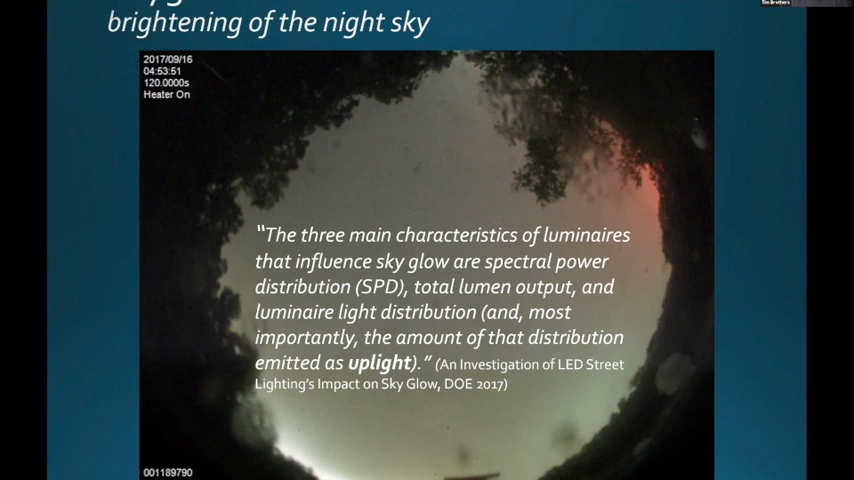 brightening of the night sky
2017/09/16
04:53:51
120.0000s
Heater On
“The three main characteristics of luminaires
that influence sky glow are spectral power
distribution (SPD), total lumen output, and
luminaire light distribution (and, most
importantly, the amount of that distribution
emitted as uplight).” (An Investigation of LED Street
Lighting’s Impact on Sky Glow, DOE 2017)
001189790